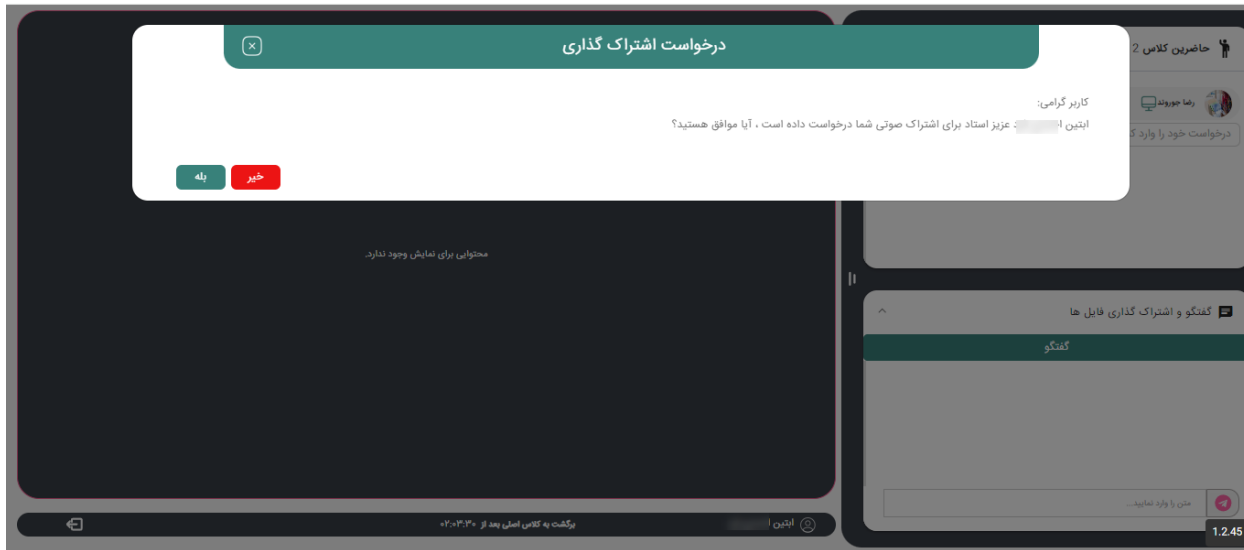 درخواست اشتراک گذاری
کاربر گرامی:
ابتین عزیز استاد برای اشتراک صوتی شما درخواست داده است ، آیا موافق هستید؟
خیر
بله
حاضرین کلاس 2
رضا جوروند
درخواست خود را وارد
محتوایی برای نمایش وجود ندارد.
گفتگو و اشتراک گذاری فایل ها
گفتگو
متن را وارد نمایید...
ابتین
برگشت به کلاس اصلی بعد از ۰۲:۰۳:۳۰
1.2.45